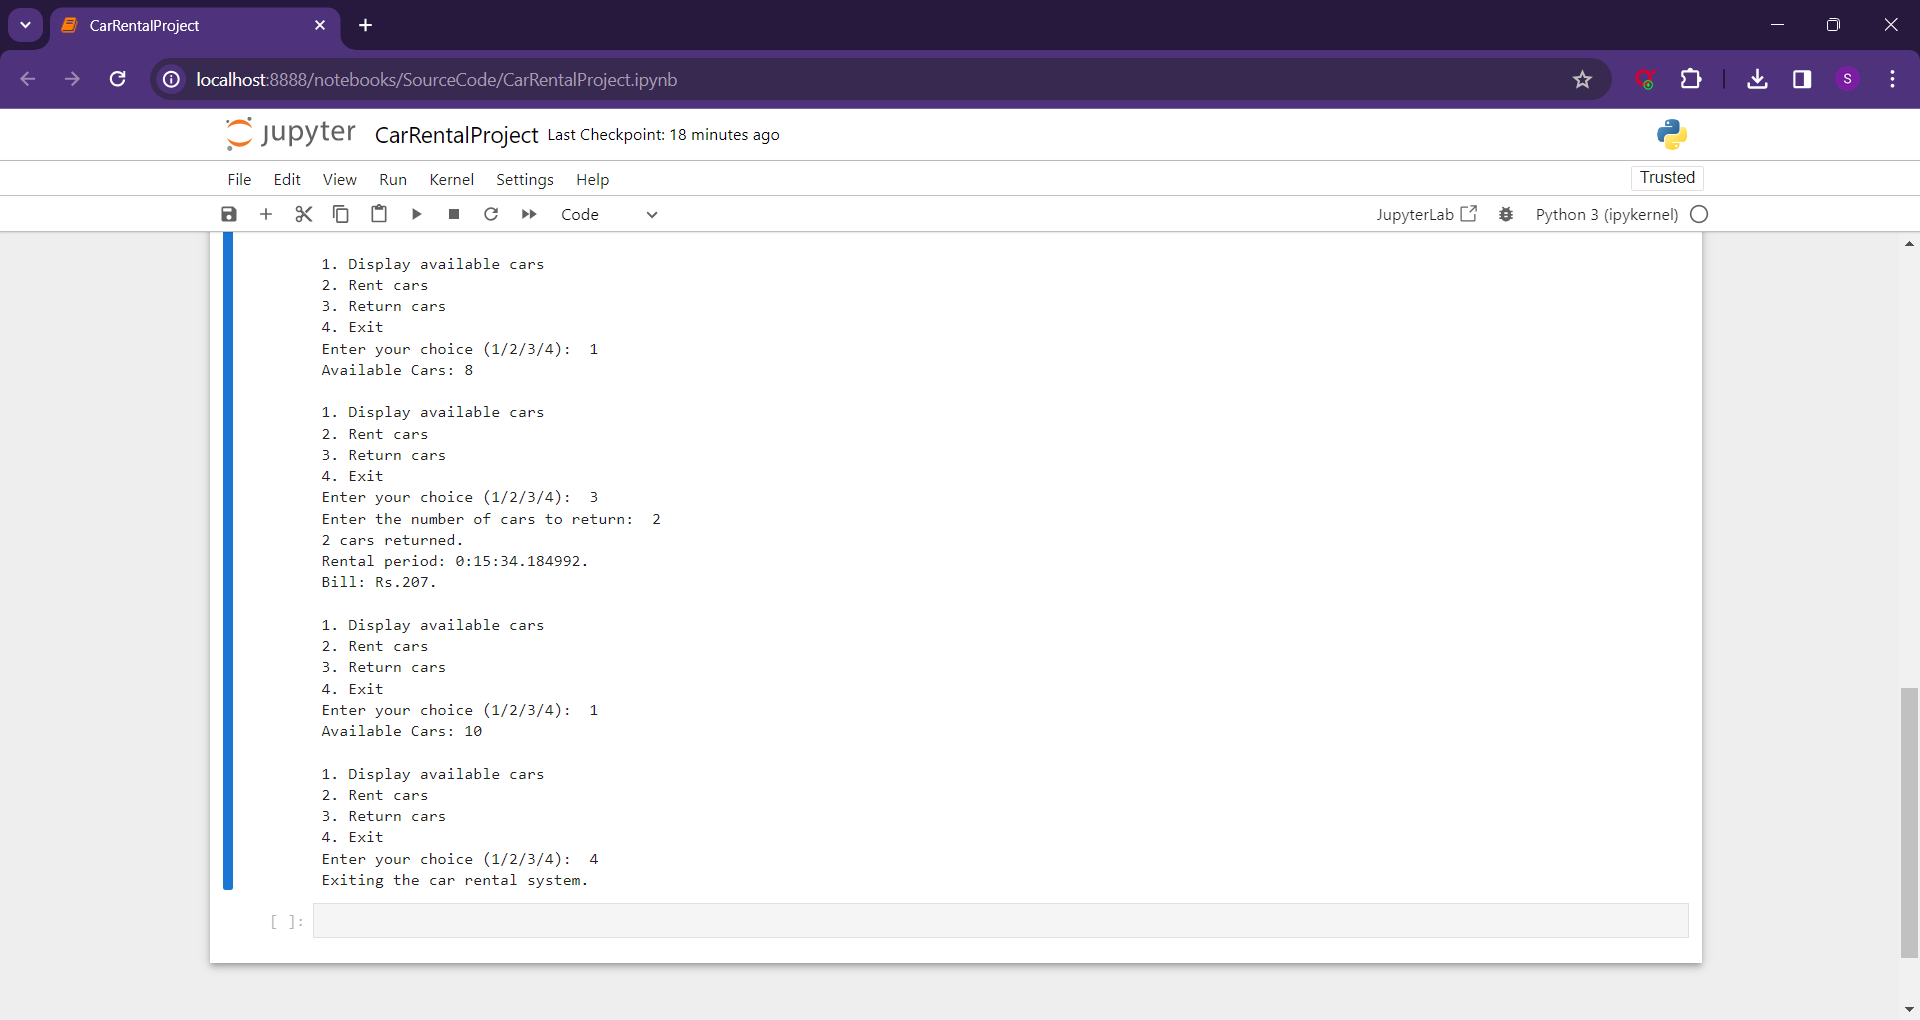 CarRentalProject
localhost:8888/notebooks/SourceCode/CarRentalProject.ipynb
S
jupyter CarRentalProject Last Checkpoint: 18 minutes ago
File Edit View Run Kernel Settings Help
Trusted
Code
JupyterLab
Python 3 (ipykernel)
1. Display available cars
2. Rent cars
3. Return cars
4. Exit
Enter your choice (1/2/3/4):  1
Available Cars: 8
1. Display available cars
2. Rent cars
3. Return cars
4. Exit
Enter your choice (1/2/3/4):  3
Enter the number of cars to return:  2
2 cars returned.
Rental period: 0:15:34.184992.
Bill: Rs.207.
1. Display available cars
2. Rent cars
3. Return cars
4. Exit
Enter your choice (1/2/3/4):  1
Available Cars: 10
1. Display available cars
2. Rent cars
3. Return cars
4. Exit
Enter your choice (1/2/3/4):  4
Exiting the car rental system.
[ ]: